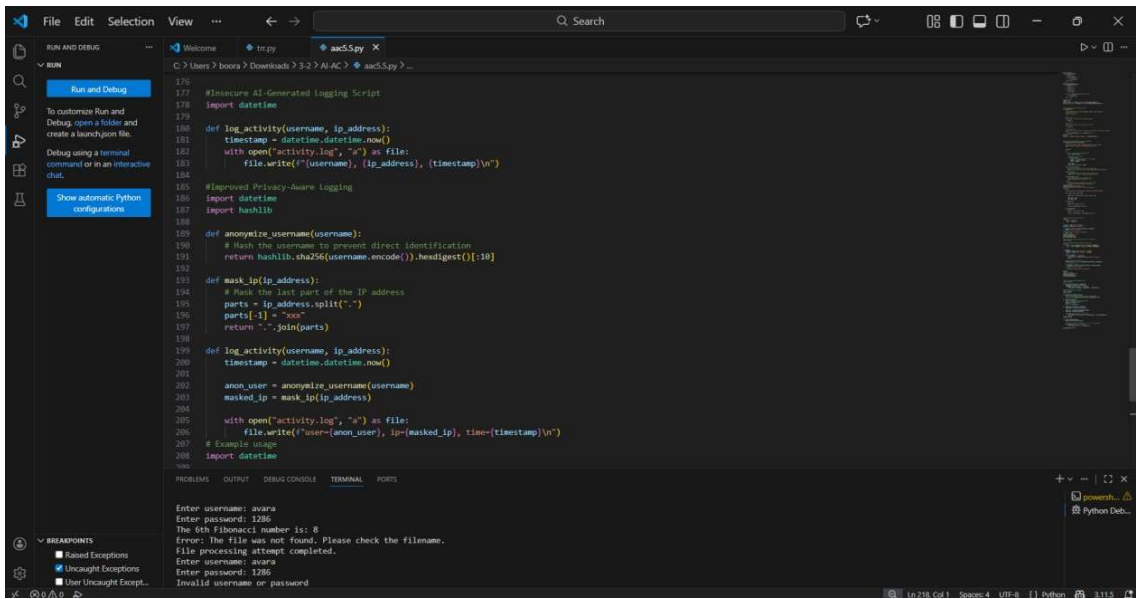 File Edit Selection View ... Search
RUN AND DEBUG ...
RUN
Run and Debug
To customize Run and
Debug, open a folder and
create a launch.json file.
Debug using a terminal
command or in an interactive
chat.
Show automatic Python
configurations
Welcome trr.py aac5.5.py
C: > Users > boora > Downloads > 3-2 > AI-AC > aac5.5.py > ...
176
177 #Insecure AI-Generated Logging Script
178 import datetime
179
180 def log_activity(username, ip_address):
181 timestamp = datetime.datetime.now()
182 with open("activity.log", "a") as file:
183 file.write(f"{username}, {ip_address}, {timestamp}\n")
184
185 #Improved Privacy-Aware Logging
186 import datetime
187 import hashlib
188
189 def anonymize_username(username):
190 # Hash the username to prevent direct identification
191 return hashlib.sha256(username.encode()).hexdigest()[:10]
192
193 def mask_ip(ip_address):
194 # Mask the last part of the IP address
195 parts = ip_address.split(".")
196 parts[-1] = "xxx"
197 return ".".join(parts)
198
199 def log_activity(username, ip_address):
200 timestamp = datetime.datetime.now()
201
202 anon_user = anonymize_username(username)
203 masked_ip = mask_ip(ip_address)
204
205 with open("activity.log", "a") as file:
206 file.write(f"user={anon_user}, ip={masked_ip}, time={timestamp}\n")
207 # Example usage
208 import datetime
PROBLEMS OUTPUT DEBUG CONSOLE TERMINAL PORTS
Enter username: avara
Enter password: 1286
The 6th Fibonacci number is: 8
Error: The file was not found. Please check the filename.
File processing attempt completed.
Enter username: avara
Enter password: 1286
Invalid username or password
powersh...
Python Deb...
BREAKPOINTS
Raised Exceptions
Uncaught Exceptions
User Uncaught Except...
0 0 Ln 218, Col 1 Spaces: 4 UTF-8 {} Python 3.11.5